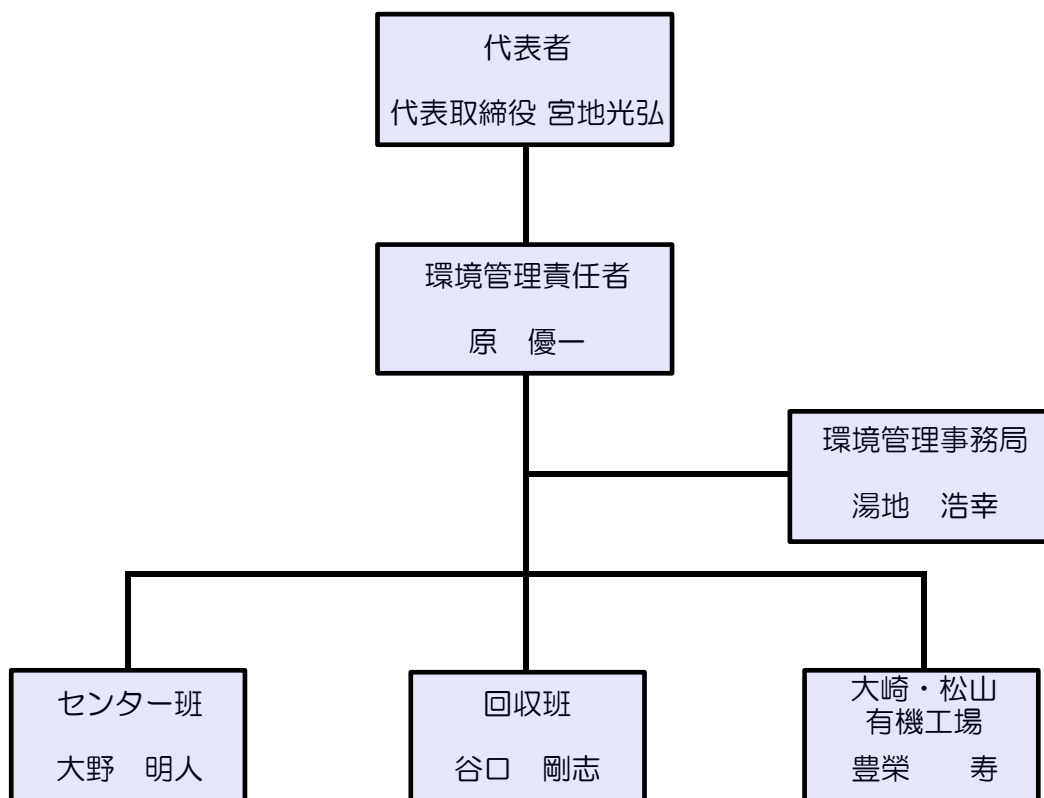 代表者
代表取締役 宮地光弘
環境管理責任者
原　優一
環境管理事務局
湯地　浩幸
センター班
大野　明人
回収班
谷口　剛志
大崎・松山
有機工場
豊榮　　寿